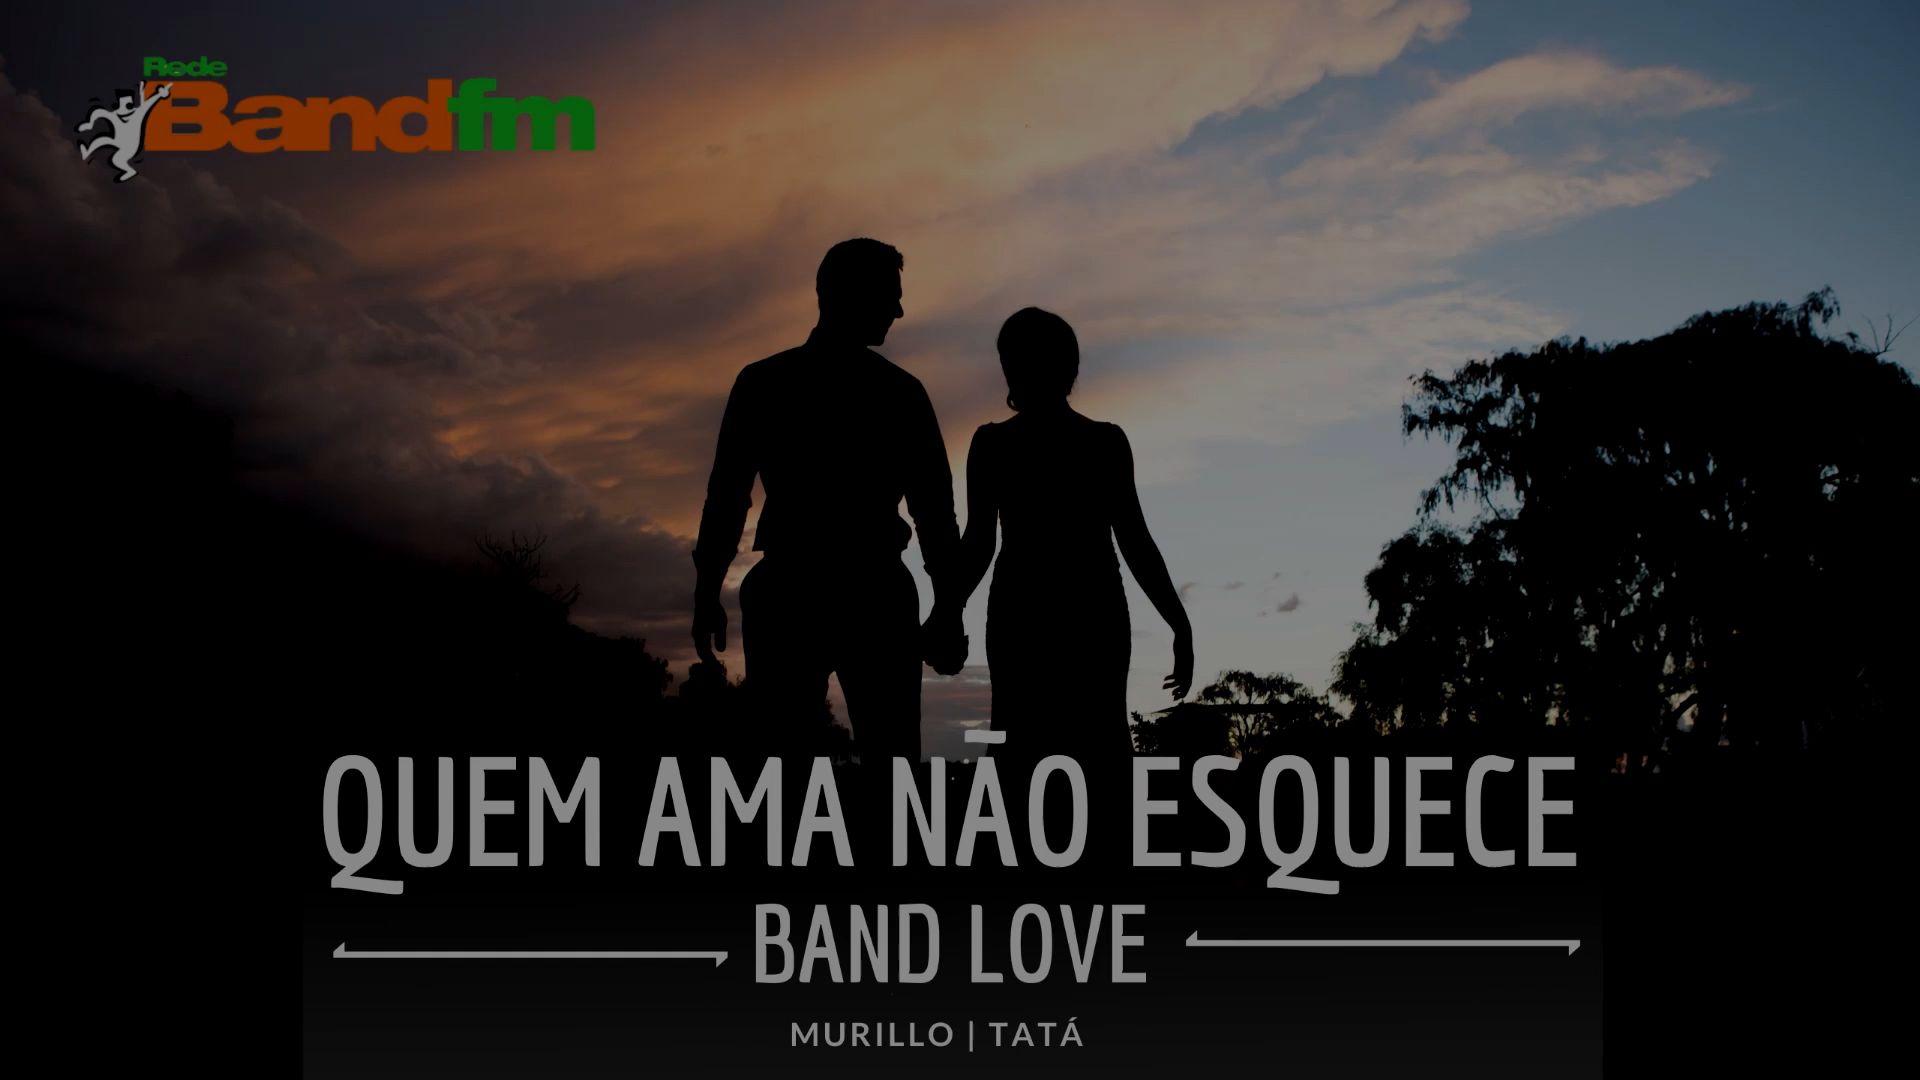 Rede
Bandfm
QUEM AMA NÃO ESQUECE
BAND LOVE
MURILLO | TATÁ